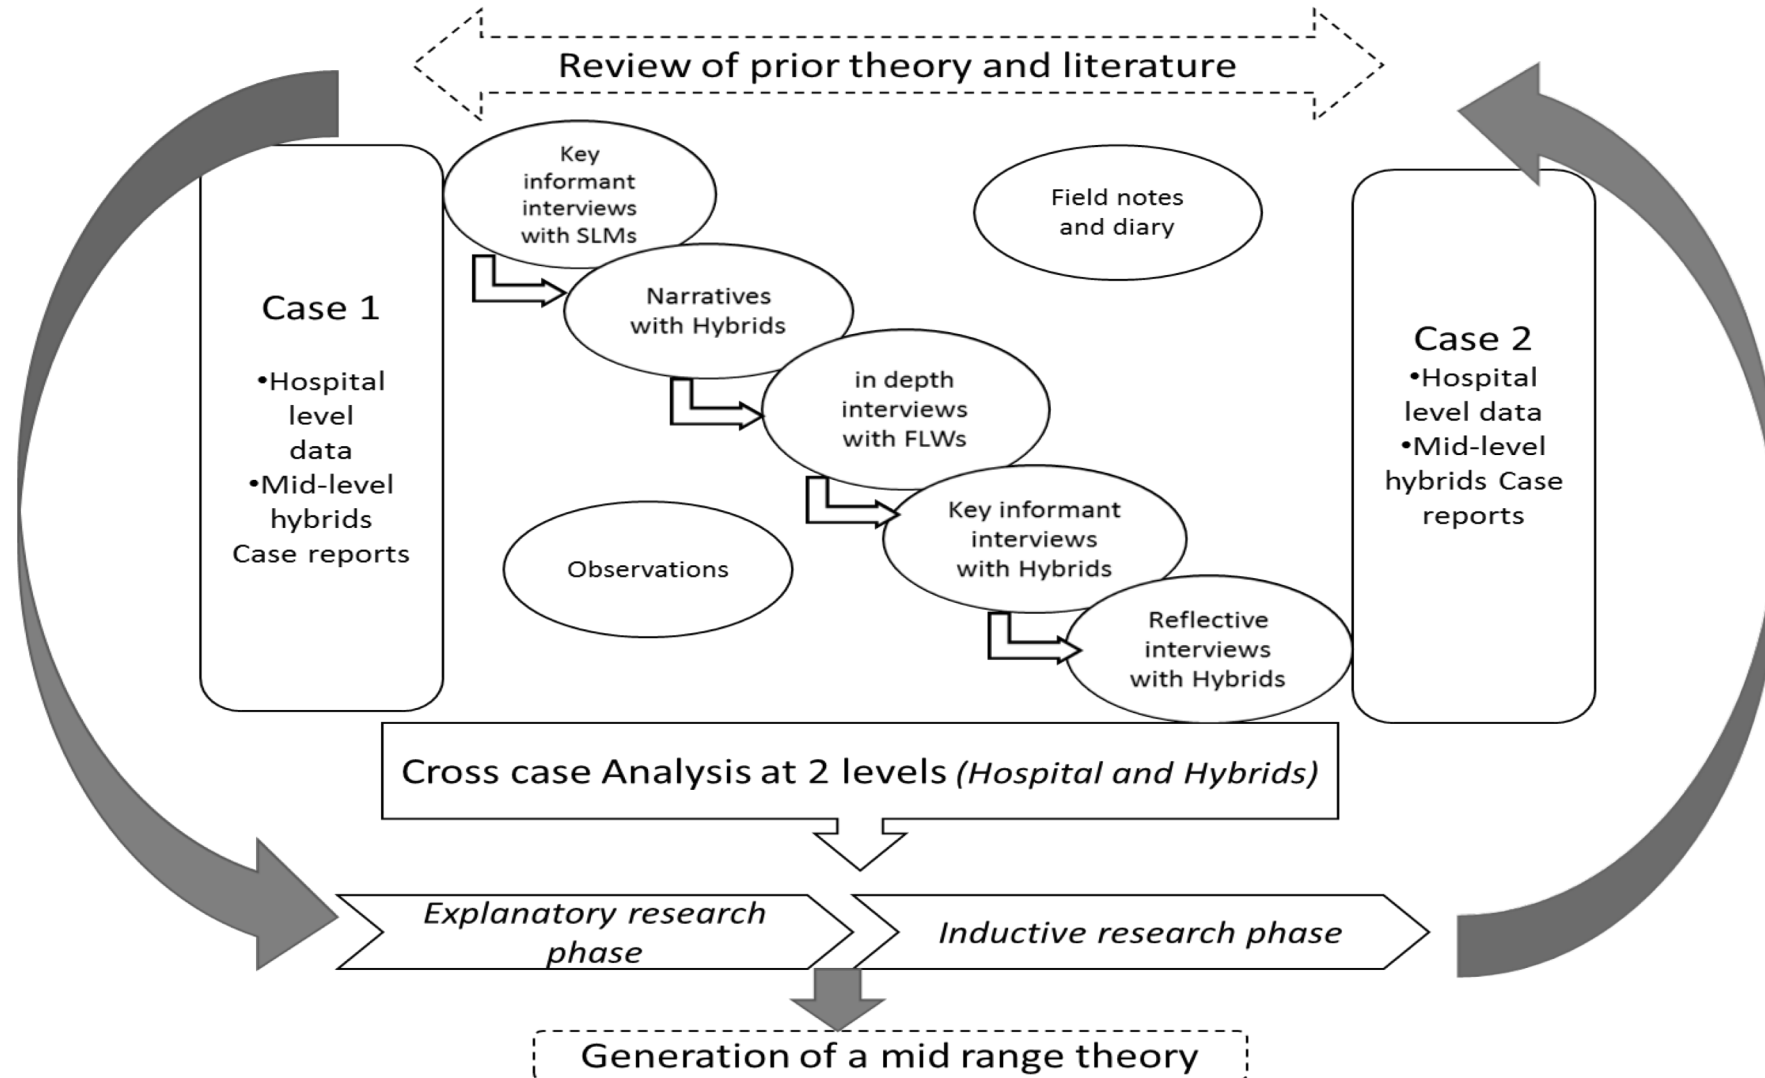 Review of prior theory and literature
Key
informant
interviews
with SLMs
Field notes
and diary
Case 1
•Hospital
level
data
•Mid-level
hybrids
Case reports
Narratives
with Hybrids
in depth
interviews
with FLWs
Case 2
•Hospital
level data
•Mid-level
hybrids Case
reports
Key informant
interviews
with Hybrids
Observations
Reflective
interviews
with Hybrids
Cross case Analysis at 2 levels (Hospital and Hybrids)
Explanatory research
phase
Inductive research phase
Generation of a mid range theory